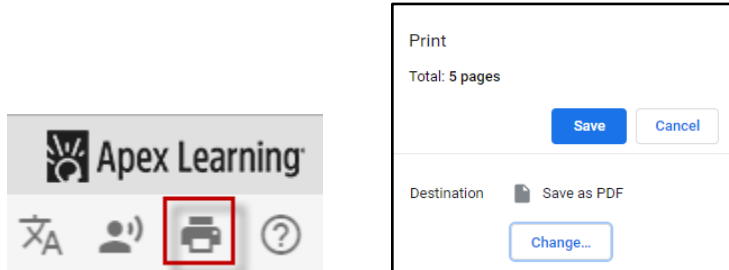 Apex Learning
Print
Total: 5 pages
Save Cancel
Destination Save as PDF
Change...